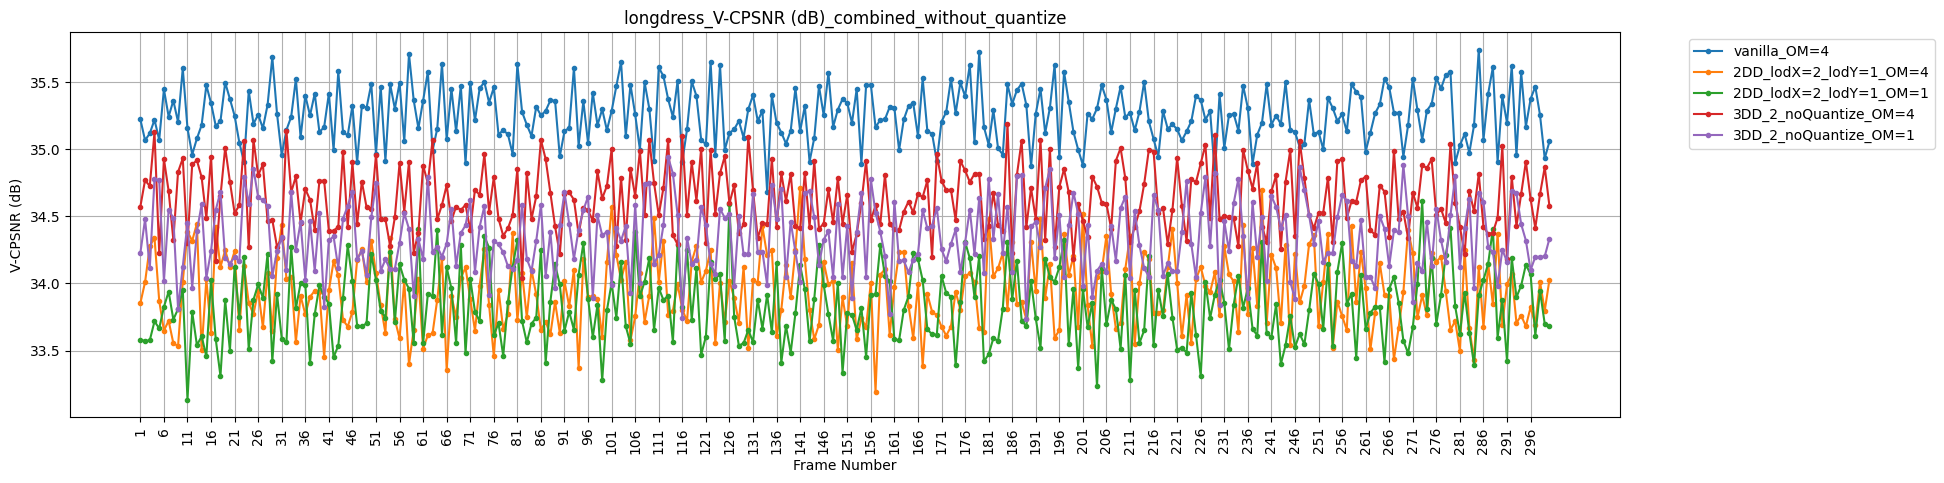 longdress_V-CPSNR (dB)_combined_without_quantize
V-CPSNR (dB)
35.5
35.0
34.5
34.0
33.5
1 6 11 16 21 26 31 36 41 46 51 56 61 66 71 76 81 86 91 96 101 106 111 116 121 126 131 136 141 146 151 156 161 166 171 176 181 186 191 196 201 206 211 216 221 226 231 236 241 246 251 256 261 266 271 276 281 286 291 296
Frame Number
vanilla_OM=4
2DD_lodX=2_lodY=1_OM=4
2DD_lodX=2_lodY=1_OM=1
3DD_2_noQuantize_OM=4
3DD_2_noQuantize_OM=1